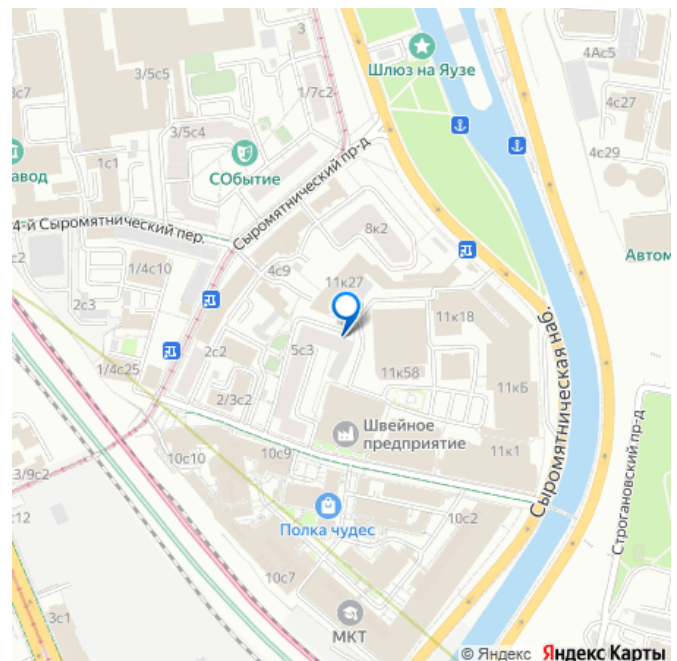 3
3/5с5
1/7с2
Шлюз на Яузе
4Ас5
4с27
3с7
3/5с4
СОбытие
1с1
4с29
авод
Сыромятнический пр-д
4-й Сыромятнический пер.
8к2
с2
1/4с10
4с9
Автом
2с3
11к27
11к18
Сыромятническая наб.
2с2
5с3
1/4с25
11к58
11к6
2/3с2
Швейное
предприятие
11к1
10с10
10с9
3/9с2
Строгановский пр-д
с12
Полка чудес
10с2
10с7
3с1
МКТ
© Яндекс Яндекс Карты